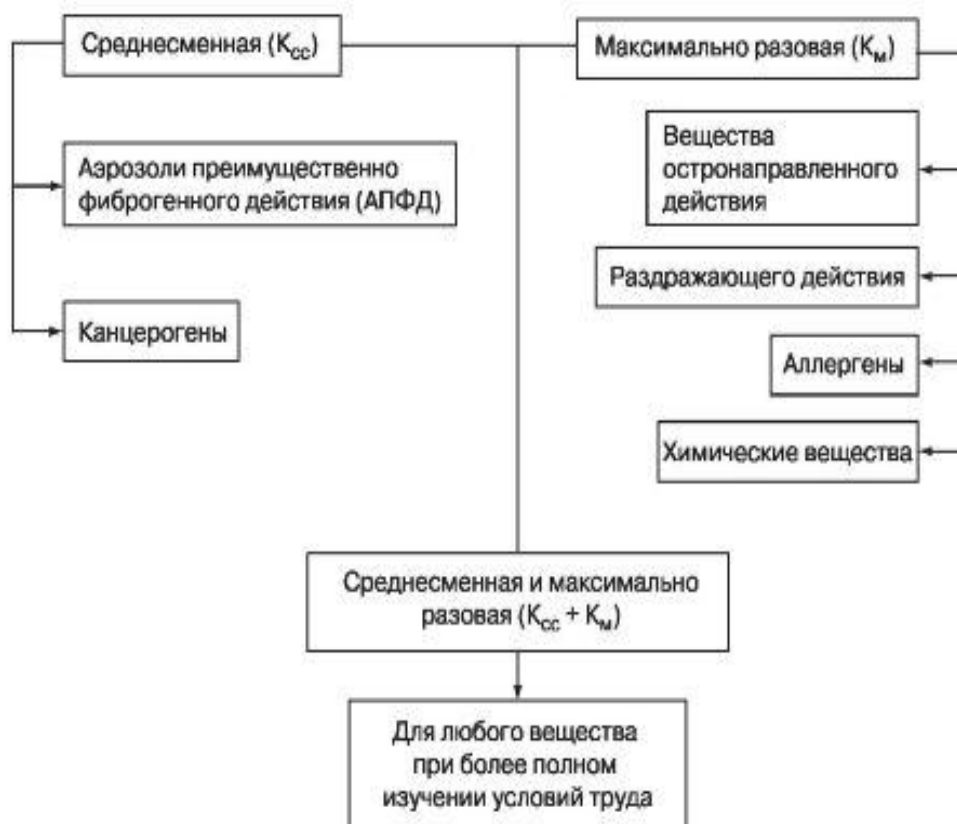 Среднесменная (Kсс)
Максимально разовая (Kм)
Аэрозоли преимущественно
фиброгенного действия (АПФД)
Канцерогены
Вещества
остронаправленного
действия
Раздражающего действия
Аллергены
Химические вещества
Среднесменная и максимально
разовая (Kсс + Kм)
Для любого вещества
при более полном
изучении условий труда